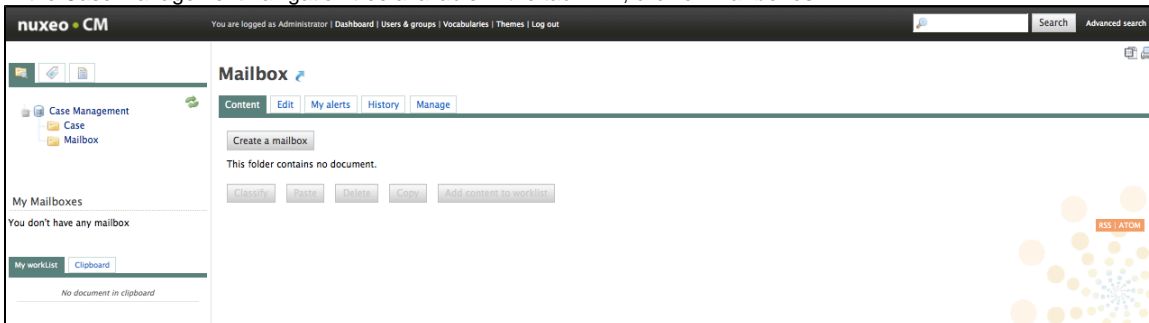 nuxeo • CM
You are logged as Administrator | Dashboard | Users & groups | Vocabularies | Themes | Log out
Search
Advanced search
Mailbox
Content
Edit
My alerts
History
Manage
Case Management
Case
Mailbox
Create a mailbox
This folder contains no document.
Classify
Paste
Delete
Copy
Add content to worklist
My Mailboxes
You don't have any mailbox
RSS | ATOM
My workList
Clipboard
No document in clipboard